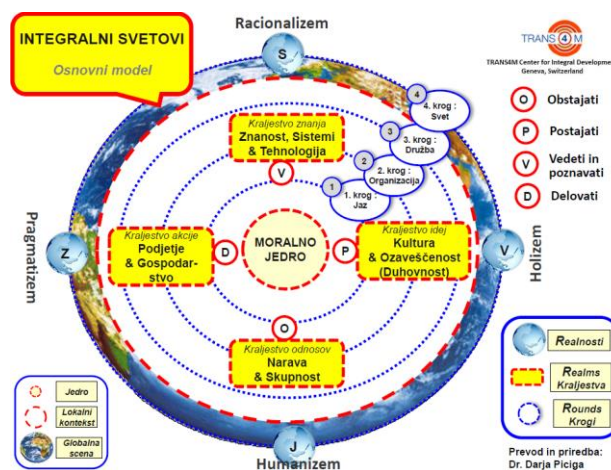 INTEGRALNI SVETOVI
Osnovni model
Racionalizem
S
TRANS4M
TRANS4M Center for Integral Developme
Geneva, Switzerland
O Obstajati
P Postajati
V Vedeti in
poznavati
D Delovati
4
4. krog :
Svet
3
3. krog :
Družba
2
2. krog :
Organizacija
1
1. krog :
Jaz
Kraljestvo znanja
Znanost, Sistemi
& Tehnologija
V
Pragmatizem
Z
Kraljestvo akcije
Podjetje
& Gospodar-
stvo
D
MORALNO
JEDRO
P
Kraljestvo idej
Kultura
& Ozaveščenost
(Duhovnost)
V
Holizem
O
Kraljestvo odnosov
Narava
& Skupnost
J
Humanizem
Jedro
Lokalni
kontekst
Globalna
scena
Realnosti
Realms
Kraljestva
Rounds
Krogi
Prevod in priredba:
Dr. Darja Piciga